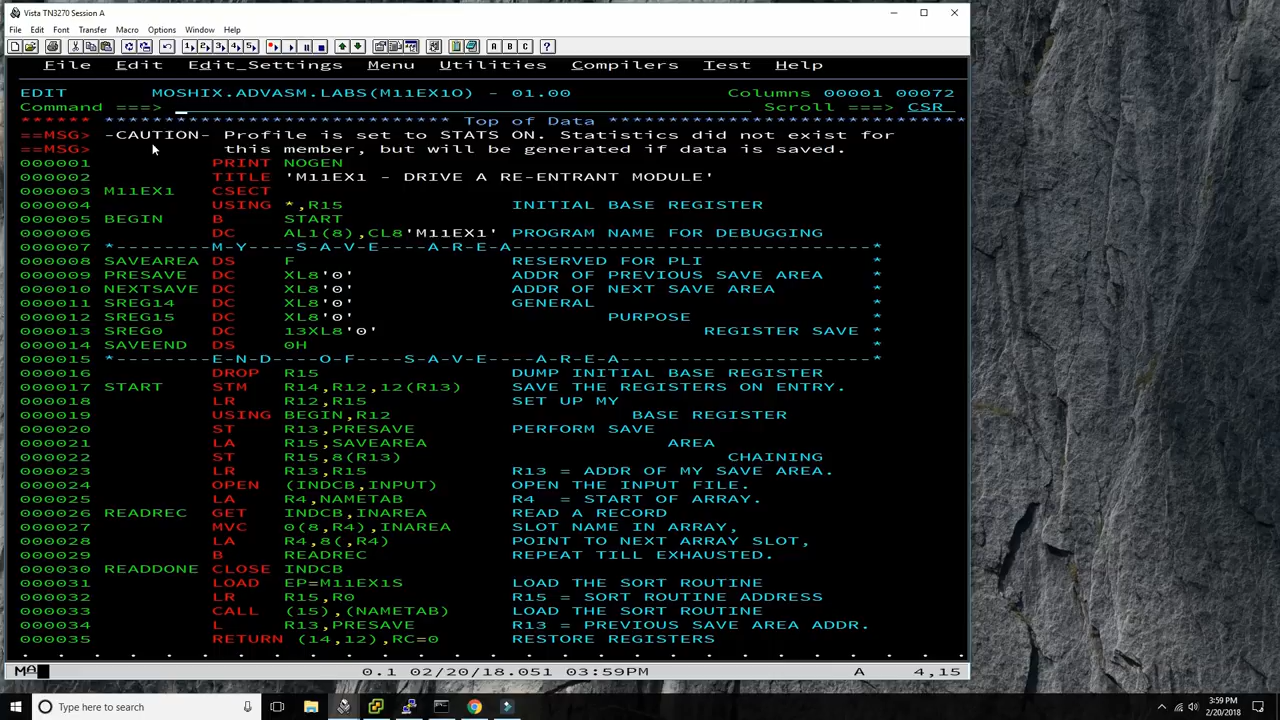 Vista TN3270 Session A
File Edit Font Transfer Macro Options Window Help
1 2 3 4 5 A B C ?
File Edit Edit_Settings Menu Utilities Compilers Test Help
EDIT MOSHIX.ADVASM.LABS(M11EX1O) - 01.00 Columns 00001 00072
Command ===> Scroll ===> CSR
****** ***************************** Top of Data ******************************
==MSG> -CAUTION- Profile is set to STATS ON. Statistics did not exist for
==MSG> this member, but will be generated if data is saved.
000001 PRINT NOGEN
000002 TITLE 'M11EX1 - DRIVE A RE-ENTRANT MODULE'
000003 M11EX1 CSECT
000004 USING *,R15 INITIAL BASE REGISTER
000005 BEGIN B START
000006 DC AL1(8),CL8'M11EX1' PROGRAM NAME FOR DEBUGGING
000007 *--------M-Y----S-A-V-E----A-R-E-A------------------------------*
000008 SAVEAREA DS F RESERVED FOR PLI *
000009 PRESAVE DC XL8'0' ADDR OF PREVIOUS SAVE AREA *
000010 NEXTSAVE DC XL8'0' ADDR OF NEXT SAVE AREA *
000011 SREG14 DC XL8'0' GENERAL *
000012 SREG15 DC XL8'0' PURPOSE *
000013 SREG0 DC 13XL8'0' REGISTER SAVE *
000014 SAVEEND DS 0H *
000015 *--------E-N-D----O-F----S-A-V-E----A-R-E-A---------------------*
000016 DROP R15 DUMP INITIAL BASE REGISTER
000017 START STM R14,R12,12(R13) SAVE THE REGISTERS ON ENTRY.
000018 LR R12,R15 SET UP MY
000019 USING BEGIN,R12 BASE REGISTER
000020 ST R13,PRESAVE PERFORM SAVE
000021 LA R15,SAVEAREA AREA
000022 ST R15,8(R13) CHAINING
000023 LR R13,R15 R13 = ADDR OF MY SAVE AREA.
000024 OPEN (INDCB,INPUT) OPEN THE INPUT FILE.
000025 LA R4,NAMETAB R4 = START OF ARRAY.
000026 READREC GET INDCB,INAREA READ A RECORD
000027 MVC 0(8,R4),INAREA SLOT NAME IN ARRAY,
000028 LA R4,8(,R4) POINT TO NEXT ARRAY SLOT,
000029 B READREC REPEAT TILL EXHAUSTED.
000030 READDONE CLOSE INDCB
000031 LOAD EP=M11EX1S LOAD THE SORT ROUTINE
000032 LR R15,R0 R15 = SORT ROUTINE ADDRESS
000033 CALL (15),(NAMETAB) LOAD THE SORT ROUTINE
000034 L R13,PRESAVE R13 = PREVIOUS SAVE AREA ADDR.
000035 RETURN (14,12),RC=0 RESTORE REGISTERS
MA 0.1 02/20/18.051 03:59PM A 4,15
Type here to search
3:59 PM
2/20/2018